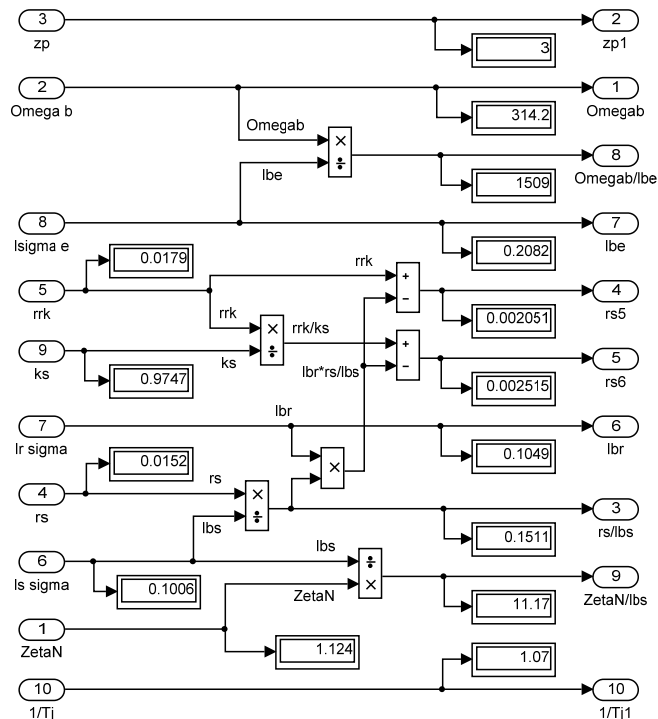 3
2
zp
zp1
3
2
1
Omega b
Omegab
314.2
Omegab
×
÷
8
Omegab/lbe
lbe
1509
8
7
lsigma e
lbe
0.0179
0.2082
rrk
+
−
5
4
rrk
rs5
rrk
×
÷
rrk/ks
0.002051
+
−
9
5
ks
ks
rs6
lbr*rs/lbs
0.9747
0.002515
lbr
7
6
lr sigma
lbr
0.0152
×
0.1049
rs
4
×
÷
3
rs
rs/lbs
lbs
0.1511
lbs
6
÷
×
9
ls sigma
ZetaN/lbs
0.1006
ZetaN
11.17
1
ZetaN
1.124
1.07
10
10
1/Tj
1/Tj1